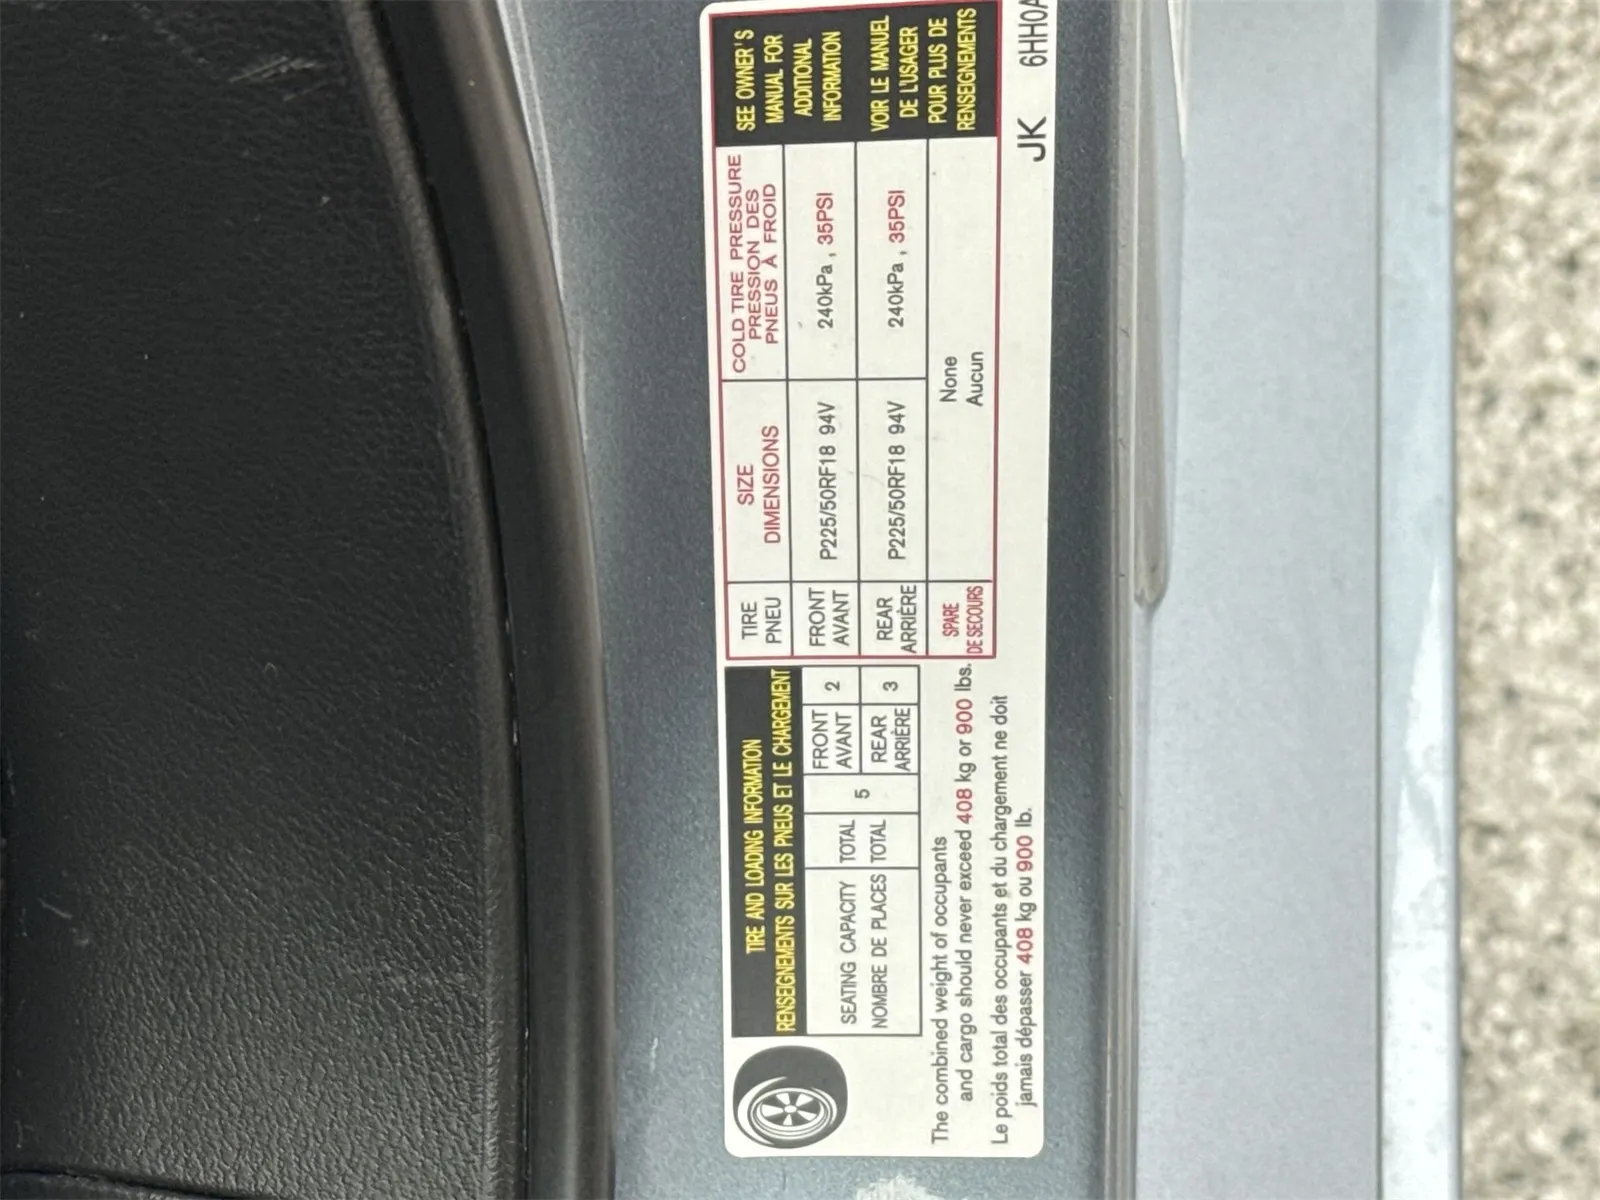 TIRE AND LOADING INFORMATION
RENSEIGNEMENTS SUR LES PNEUS ET LE CHARGEMENT
SEATING CAPACITY
NOMBRE DE PLACES
TOTAL
TOTAL
5
FRONT
AVANT
2
REAR
ARRIÈRE
3
The combined weight of occupants
and cargo should never exceed 408 kg or 900 lbs.
Le poids total des occupants et du chargement ne doit
jamais dépasser 408 kg ou 900 lb.
TIRE
PNEU
SIZE
DIMENSIONS
COLD TIRE PRESSURE
PRESSION DES
PNEUS À FROID
FRONT
AVANT
P225/50RF18 94V
240kPa , 35PSI
REAR
ARRIÈRE
P225/50RF18 94V
240kPa , 35PSI
SPARE
DE SECOURS
None
Aucun
SEE OWNER'S
MANUAL FOR
ADDITIONAL
INFORMATION
VOIR LE MANUEL
DE L'USAGER
POUR PLUS DE
RENSEIGNEMENTS
JK 6HH0A